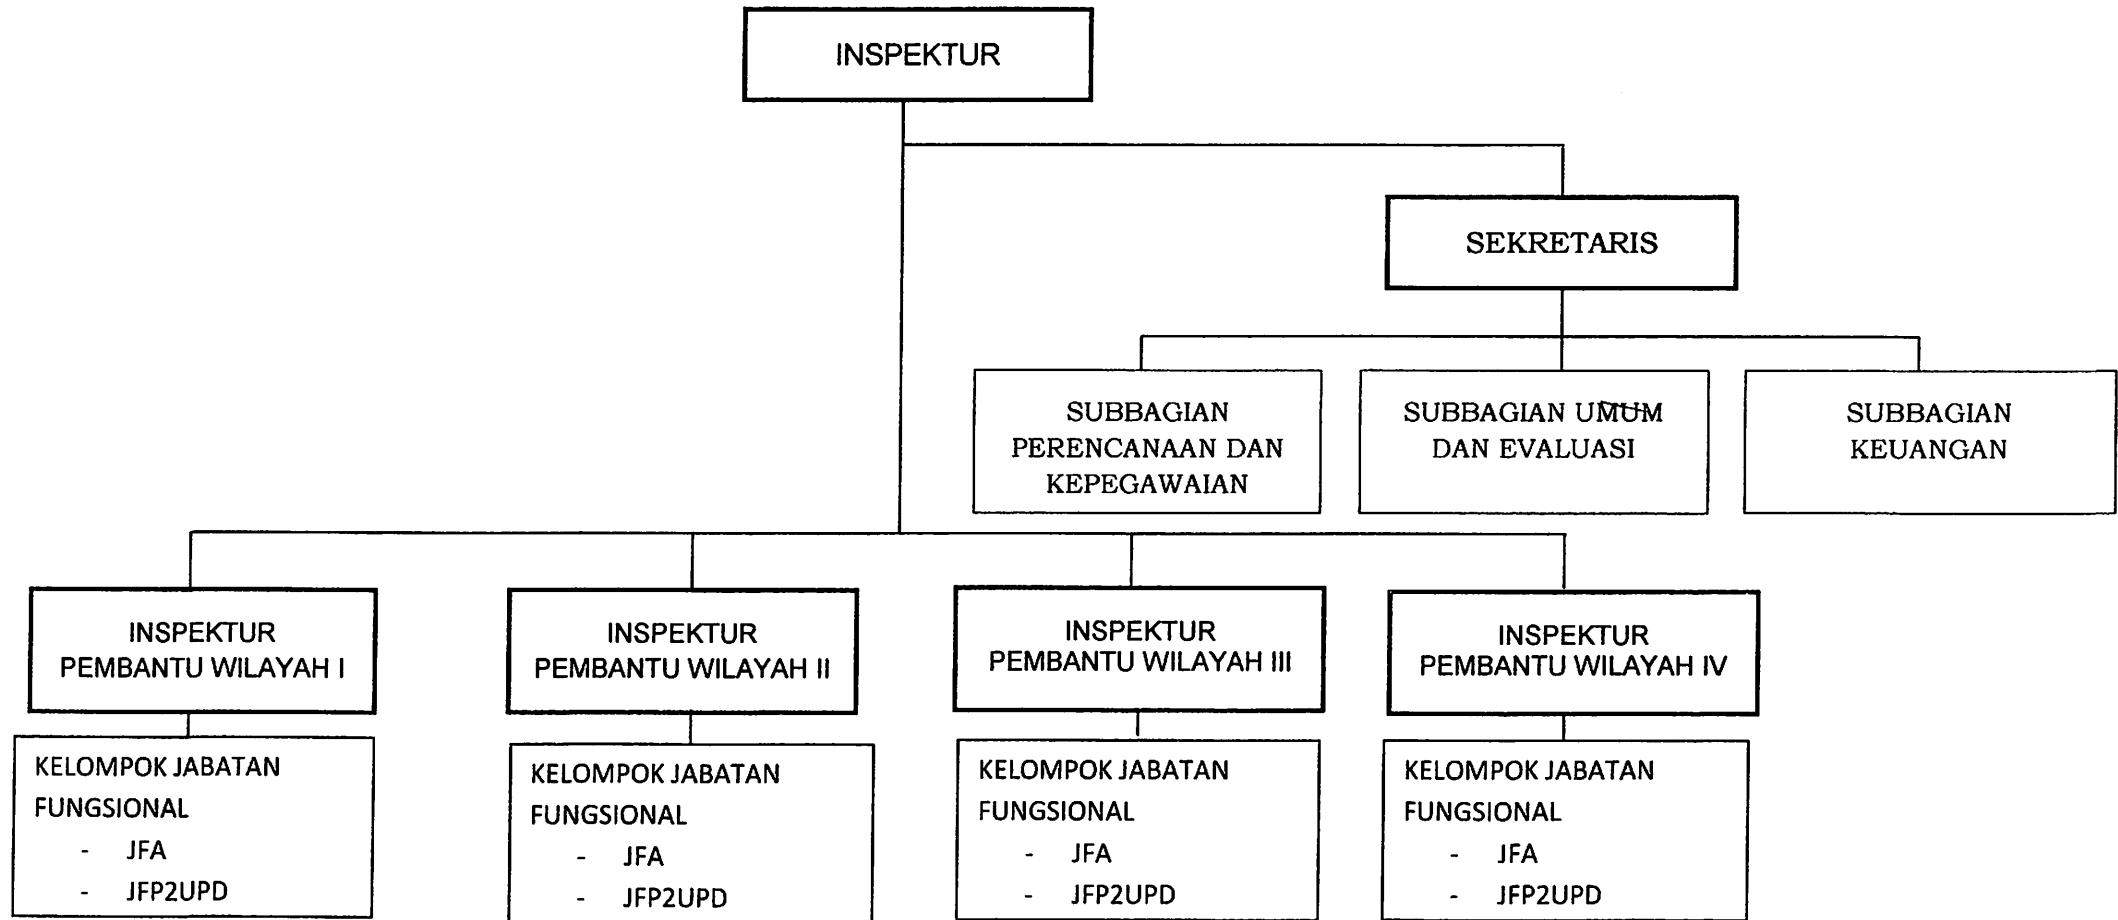 INSPEKTUR
SEKRETARIS
SUBBAGIAN
PERENCANAAN DAN
KEPEGAWAIAN
SUBBAGIAN UMUM
DAN EVALUASI
SUBBAGIAN
KEUANGAN
INSPEKTUR
PEMBANTU WILAYAH I
INSPEKTUR
PEMBANTU WILAYAH II
INSPEKTUR
PEMBANTU WILAYAH III
INSPEKTUR
PEMBANTU WILAYAH IV
KELOMPOK JABATAN
FUNGSIONAL
- JFA
- JFP2UPD
KELOMPOK JABATAN
FUNGSIONAL
- JFA
- JFP2UPD
KELOMPOK JABATAN
FUNGSIONAL
- JFA
- JFP2UPD
KELOMPOK JABATAN
FUNGSIONAL
- JFA
- JFP2UPD